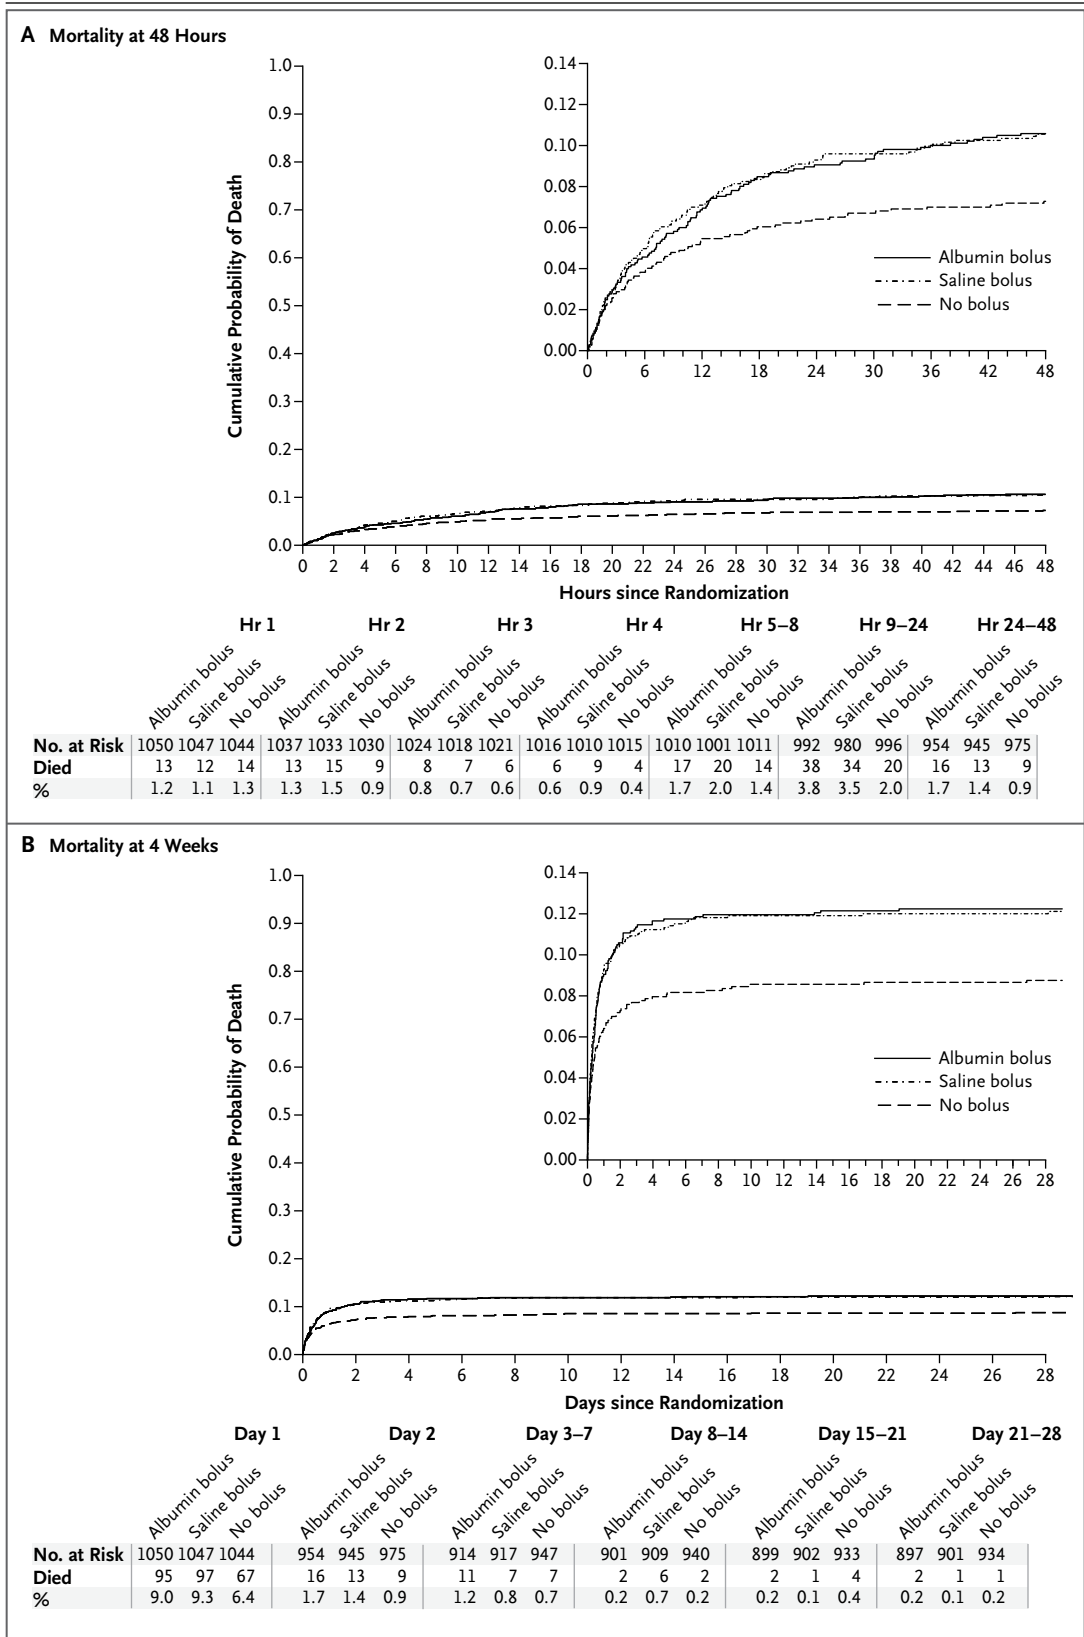 A Mortality at 48 Hours
Cumulative Probability of Death
1.0
0.9
0.8
0.7
0.6
0.5
0.4
0.3
0.2
0.1
0.0
0 2 4 6 8 10 12 14 16 18 20 22 24 26 28 30 32 34 36 38 40 42 44 46 48
Hours since Randomization
0.14
0.12
0.10
0.08
0.06
0.04
0.02
0.00
0 6 12 18 24 30 36 42 48
Albumin bolus
Saline bolus
No bolus
Hr 1 Hr 2 Hr 3 Hr 4 Hr 5–8 Hr 9–24 Hr 24–48
Albumin bolus Saline bolus No bolus Albumin bolus Saline bolus No bolus Albumin bolus Saline bolus No bolus Albumin bolus Saline bolus No bolus Albumin bolus Saline bolus No bolus Albumin bolus Saline bolus No bolus Albumin bolus Saline bolus No bolus
No. at Risk 1050 1047 1044 1037 1033 1030 1024 1018 1021 1016 1010 1015 1010 1001 1011 992 980 996 954 945 975
Died 13 12 14 13 15 9 8 7 6 6 9 4 17 20 14 38 34 20 16 13 9
% 1.2 1.1 1.3 1.3 1.5 0.9 0.8 0.7 0.6 0.6 0.9 0.4 1.7 2.0 1.4 3.8 3.5 2.0 1.7 1.4 0.9
B Mortality at 4 Weeks
Cumulative Probability of Death
1.0
0.9
0.8
0.7
0.6
0.5
0.4
0.3
0.2
0.1
0.0
0 2 4 6 8 10 12 14 16 18 20 22 24 26 28
Days since Randomization
0.14
0.12
0.10
0.08
0.06
0.04
0.02
0.00
0 2 4 6 8 10 12 14 16 18 20 22 24 26 28
Albumin bolus
Saline bolus
No bolus
Day 1 Day 2 Day 3–7 Day 8–14 Day 15–21 Day 21–28
Albumin bolus Saline bolus No bolus Albumin bolus Saline bolus No bolus Albumin bolus Saline bolus No bolus Albumin bolus Saline bolus No bolus Albumin bolus Saline bolus No bolus Albumin bolus Saline bolus No bolus
No. at Risk 1050 1047 1044 954 945 975 914 917 947 901 909 940 899 902 933 897 901 934
Died 95 97 67 16 13 9 11 7 7 2 6 2 2 1 4 2 1 1
% 9.0 9.3 6.4 1.7 1.4 0.9 1.2 0.8 0.7 0.2 0.7 0.2 0.2 0.1 0.4 0.2 0.1 0.2